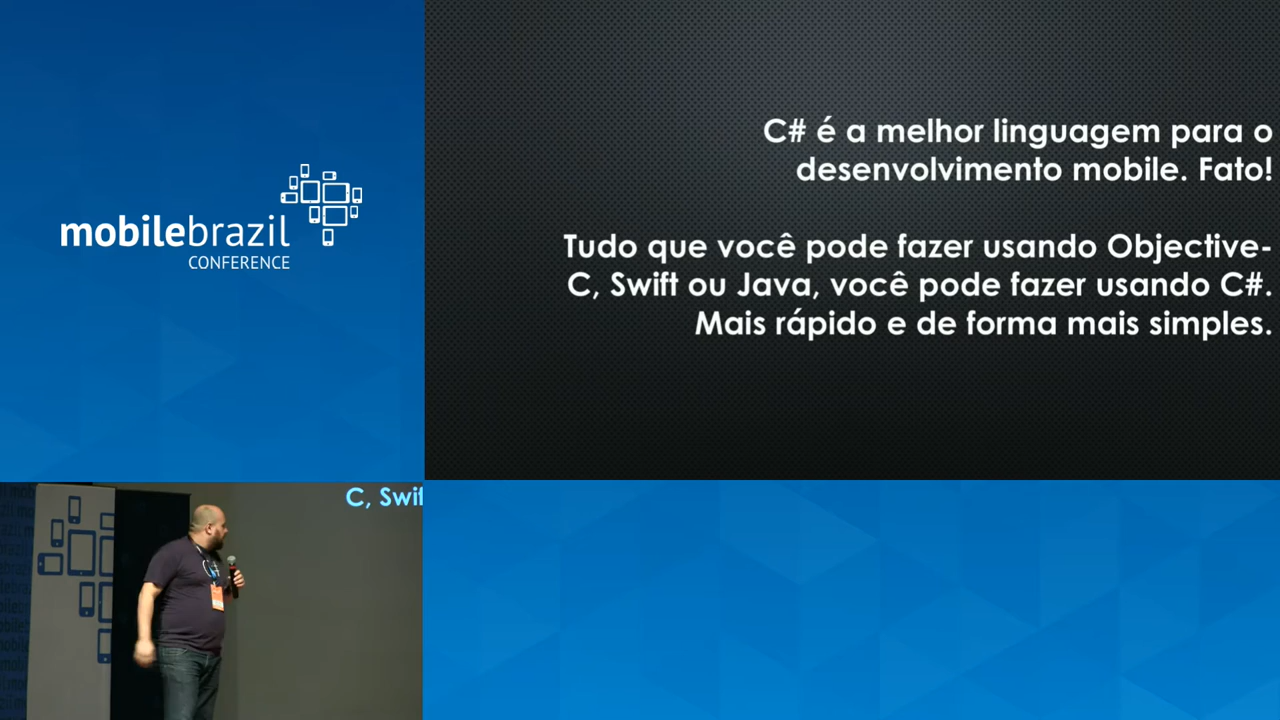 mobilebrazil
CONFERENCE
C# é a melhor linguagem para o
desenvolvimento mobile. Fato!
Tudo que você pode fazer usando Objective-
C, Swift ou Java, você pode fazer usando C#.
Mais rápido e de forma mais simples.
C, Swif